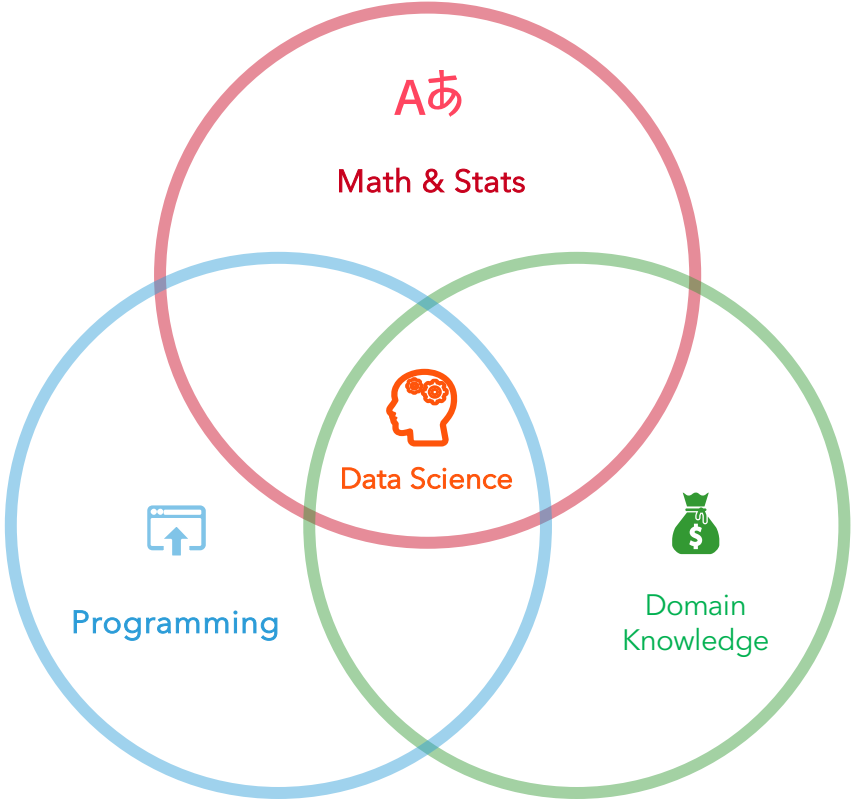 Aあ
Math & Stats
Data Science
$
Programming
Domain
Knowledge